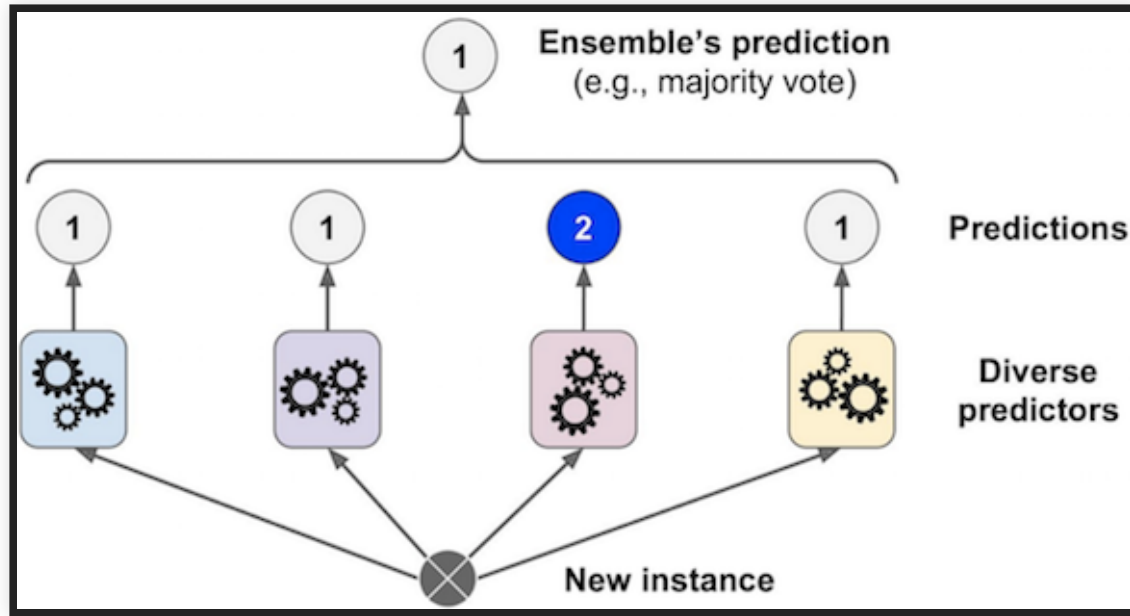 1
Ensemble’s prediction
(e.g., majority vote)
1 1 2 1
Predictions
Diverse
predictors
New instance